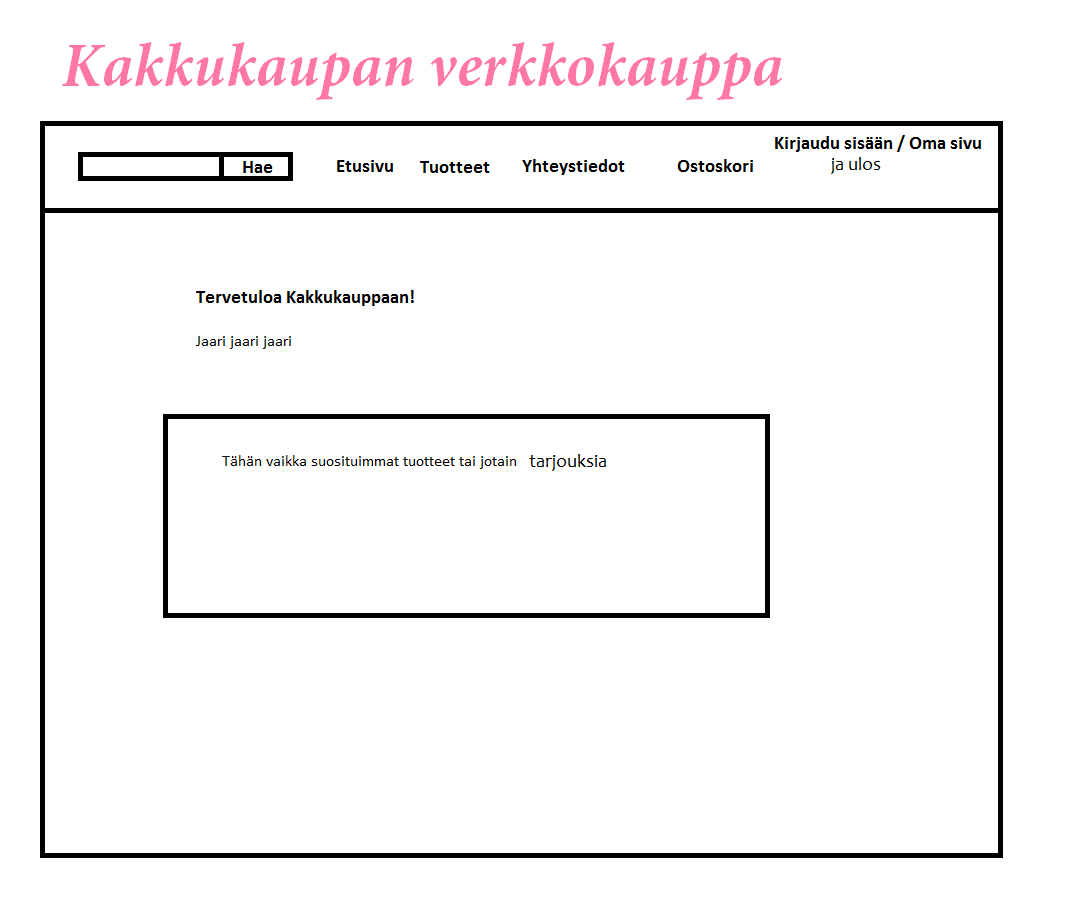 Kakkukaupan verkkokauppa
Hae Etusivu Tuotteet Yhteystiedot Ostoskori Kirjaudu sisään / Oma sivu
ja ulos
Tervetuloa Kakkukauppaan!
Jaari jaari jaari
Tähän vaikka suosituimmat tuotteet tai jotain tarjouksia